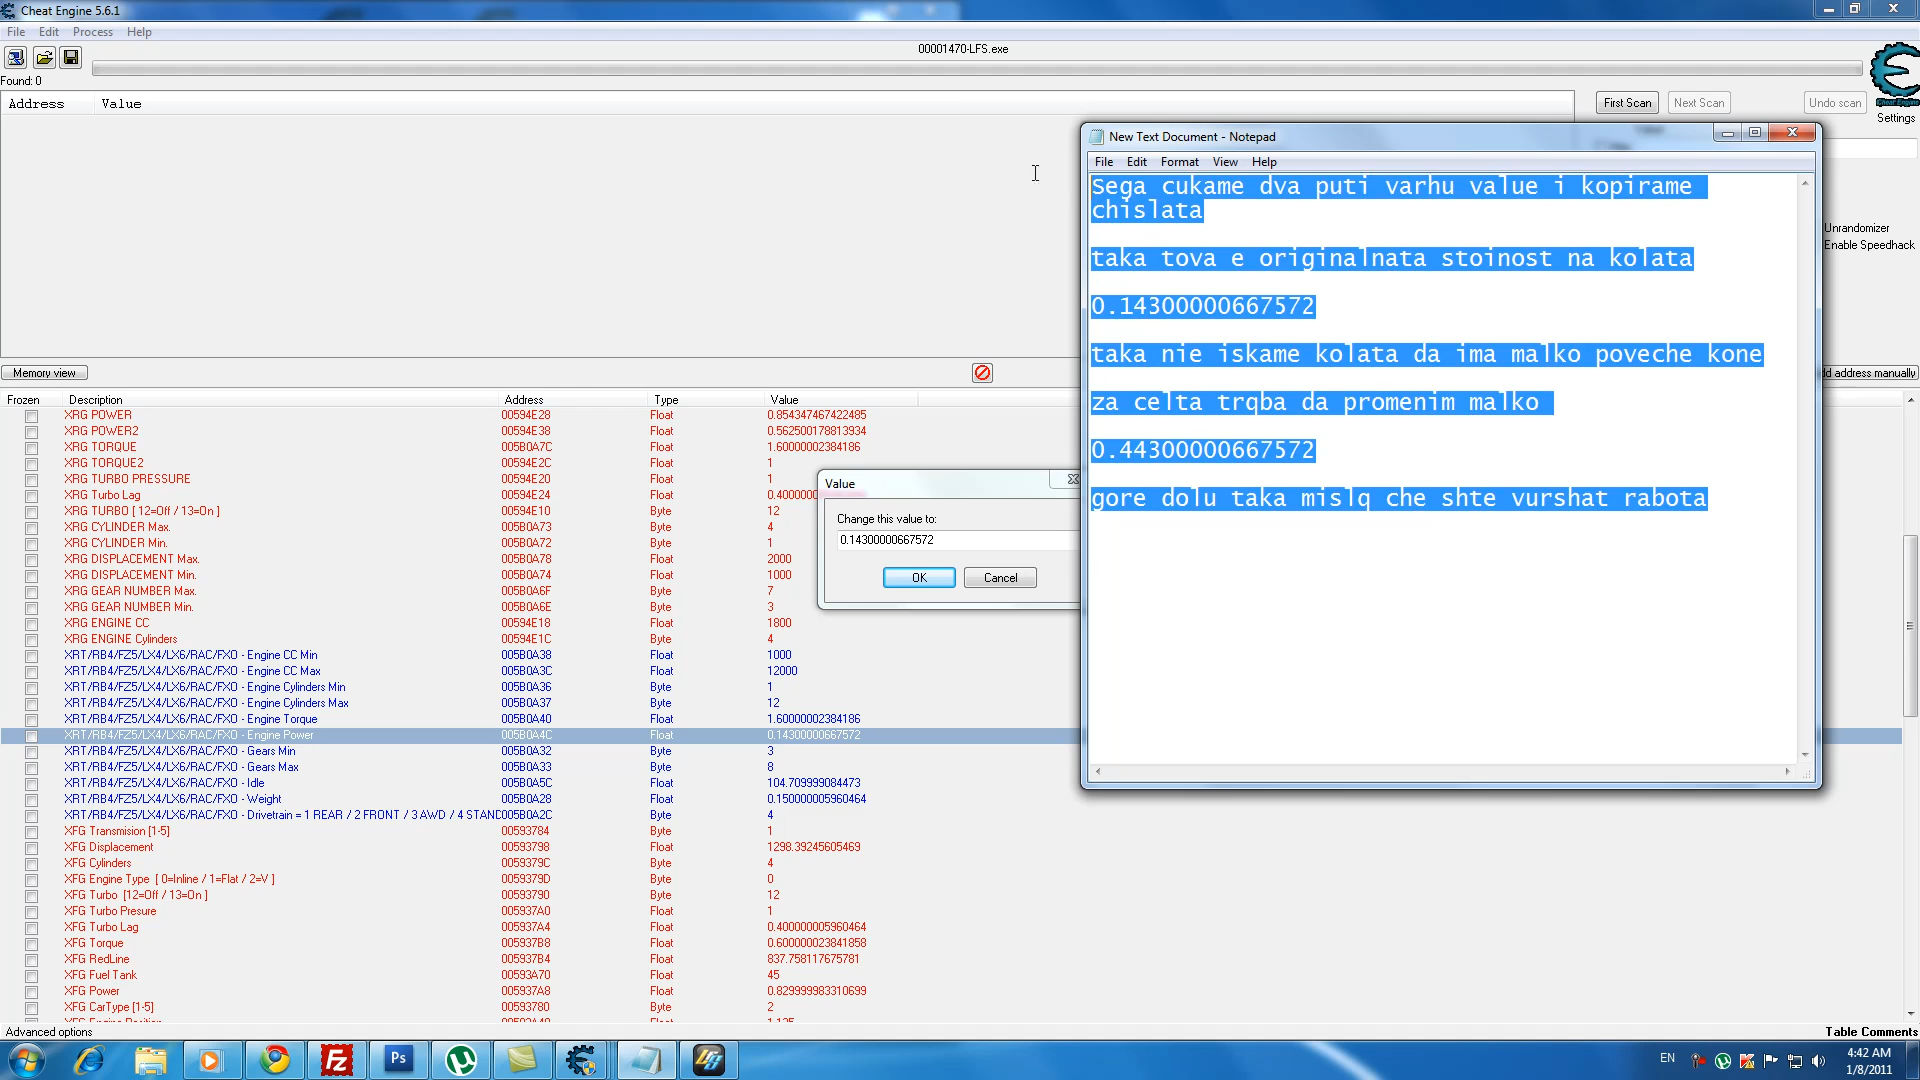 Cheat Engine 5.6.1
File Edit Process Help
00001470-LFS.exe
Found: 0
Address Value
First Scan Next Scan Undo scan
Cheat Engine
Settings
Unrandomizer
Enable Speedhack
New Text Document - Notepad
File Edit Format View Help
Sega cukame dva puti varhu value i kopirame
chislata
taka tova e originalnata stoinost na kolata
0.14300000667572
taka nie iskame kolata da ima malko poveche kone
za celta trqba da promenim malko
0.44300000667572
gore dolu taka mislq che shte vurshat rabota
Memory view
dd address manually
Frozen Description Address Type Value
XRG POWER 00594E28 Float 0.854347467422485
XRG POWER2 00594E38 Float 0.562500178813934
XRG TORQUE 005B0A7C Float 1.60000002384186
XRG TORQUE2 00594E2C Float 1
XRG TURBO PRESSURE 00594E20 Float 1
XRG Turbo Lag 00594E24 Float 0.4000000
XRG TURBO [ 12=Off / 13=On ] 00594E10 Float 12
XRG CYLINDER Max. 005B0A73 Byte 4
XRG CYLINDER Min. 005B0A72 Byte 1
XRG DISPLACEMENT Max. 005B0A78 Float 2000
XRG DISPLACEMENT Min. 005B0A74 Float 1000
XRG GEAR NUMBER Max. 005B0A6F Byte 7
XRG GEAR NUMBER Min. 005B0A6E Byte 3
XRG ENGINE CC 00594E18 Float 1800
XRG ENGINE Cylinders 00594E1C Byte 4
XRT/RB4/FZ5/LX4/LX6/RAC/FXO - Engine CC Min 005B0A38 Float 1000
XRT/RB4/FZ5/LX4/LX6/RAC/FXO - Engine CC Max 005B0A3C Float 12000
XRT/RB4/FZ5/LX4/LX6/RAC/FXO - Engine Cylinders Min 005B0A36 Byte 1
XRT/RB4/FZ5/LX4/LX6/RAC/FXO - Engine Cylinders Max 005B0A37 Byte 12
XRT/RB4/FZ5/LX4/LX6/RAC/FXO - Engine Torque 005B0A40 Float 1.60000002384186
XRT/RB4/FZ5/LX4/LX6/RAC/FXO - Engine Power 005B0A4C Float 0.14300000667572
XRT/RB4/FZ5/LX4/LX6/RAC/FXO - Gears Min 005B0A32 Byte 3
XRT/RB4/FZ5/LX4/LX6/RAC/FXO - Gears Max 005B0A33 Byte 8
XRT/RB4/FZ5/LX4/LX6/RAC/FXO - Idle 005B0A5C Float 104.709999084473
XRT/RB4/FZ5/LX4/LX6/RAC/FXO - Weight 005B0A28 Float 0.150000005960464
XRT/RB4/FZ5/LX4/LX6/RAC/FXO - Drivetrain = 1 REAR / 2 FRONT / 3 AWD / 4 STAND 005B0A2C Byte 4
XFG Transmision [1-5] 00593784 Byte 1
XFG Displacement 00593798 Float 1298.39245605469
XFG Cylinders 0059379C Byte 4
XFG Engine Type [ 0=Inline / 1=Flat / 2=V ] 0059379D Byte 0
XFG Turbo [12=Off / 13=On ] 00593790 Byte 12
XFG Turbo Presure 005937A0 Float 1
XFG Turbo Lag 005937A4 Float 0.400000005960464
XFG Torque 005937B8 Float 0.600000023841858
XFG RedLine 005937B4 Float 837.758117675781
XFG Fuel Tank 00593A70 Float 45
XFG Power 005937A8 Float 0.829999983310699
XFG CarType [1-5] 00593780 Byte 2
Value
Change this value to:
0.14300000667572
OK Cancel
Advanced options
Table Comments
Fz
Ps
EN
4:42 AM
1/8/2011